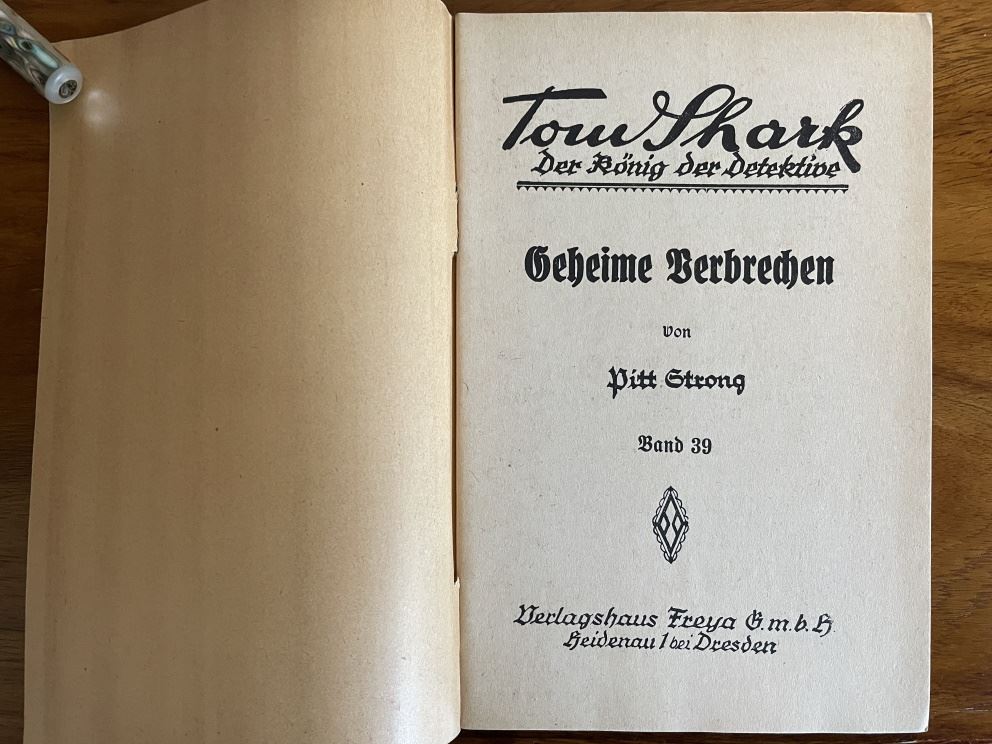 Tom Shark
Der König der Detektive
Geheime Verbrechen
von
Pitt Strong
Band 39
Verlagshaus Freya G.m.b.H.
Heidenau 1 bei Dresden